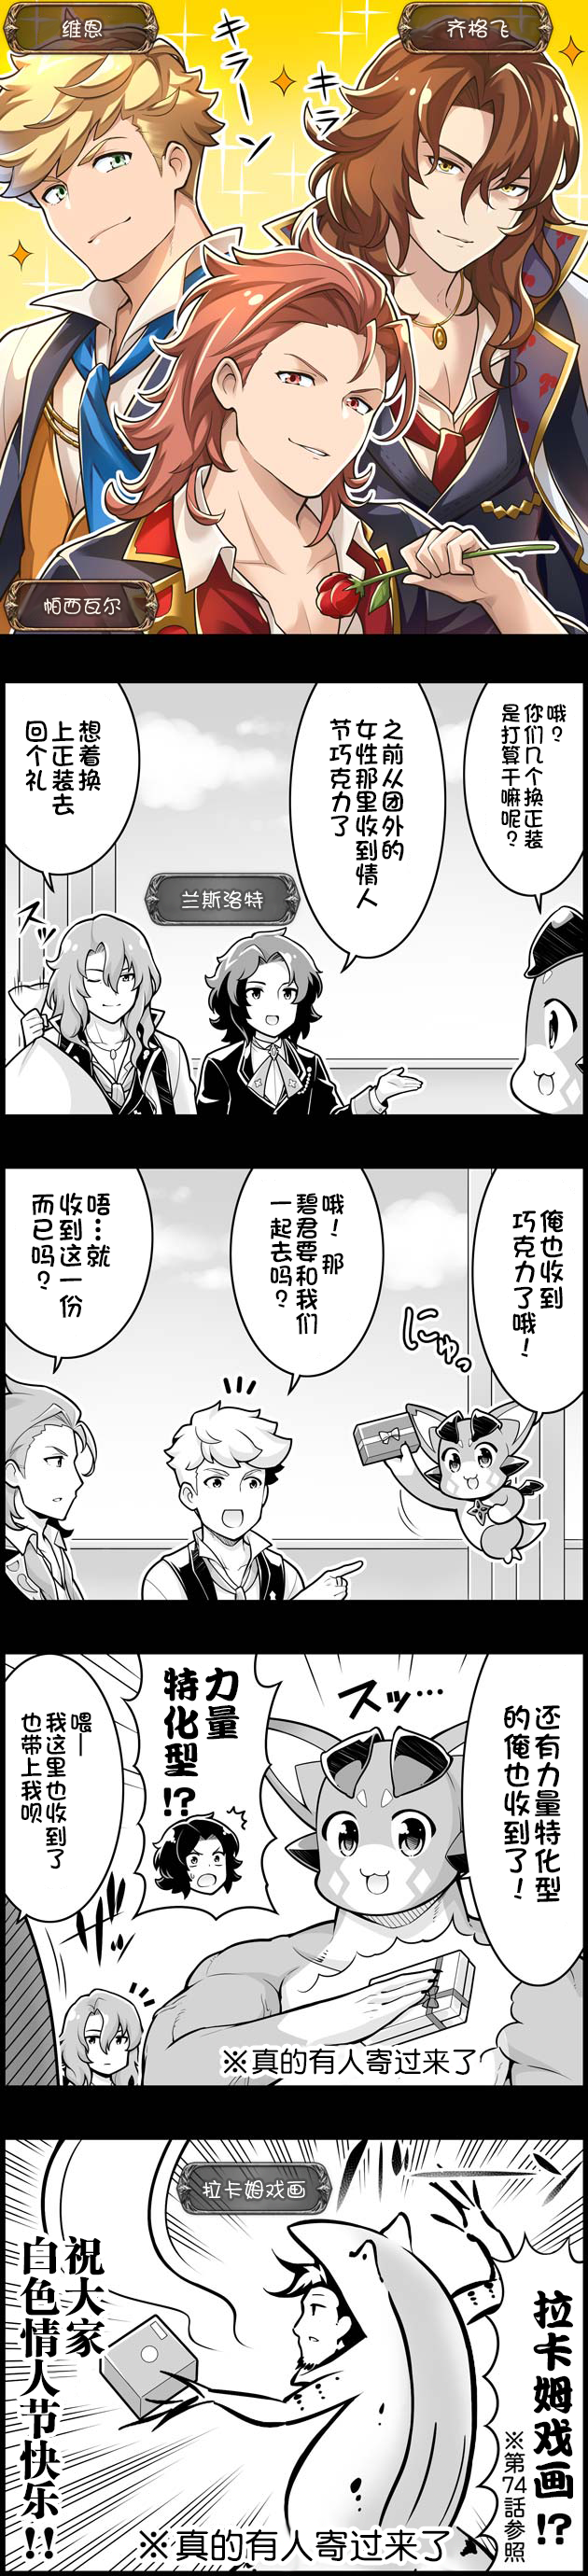 维恩
齐格飞
キラーン
キラ
帕西瓦尔
哦？
你们几个换正装
是打算干嘛呢？
之前从团外的
女性那里收到情人
节巧克力了
想着换
上正装去
回个礼
兰斯洛特
スッ
俺也收到
巧克力了哦！
哦！那
碧君要和我们
一起去吗？
唔…就
收到这一份
而已吗？
にゅっ
还有力量特化型
的俺也收到了！
スッ…
力量
特化型!?
喂—
我这里也收到了
也带上我呗
※真的有人寄过来了
拉卡姆戏画
拉卡姆戏画!?
※第74話参照
祝大家
白色情人节快乐!!
※真的有人寄过来了